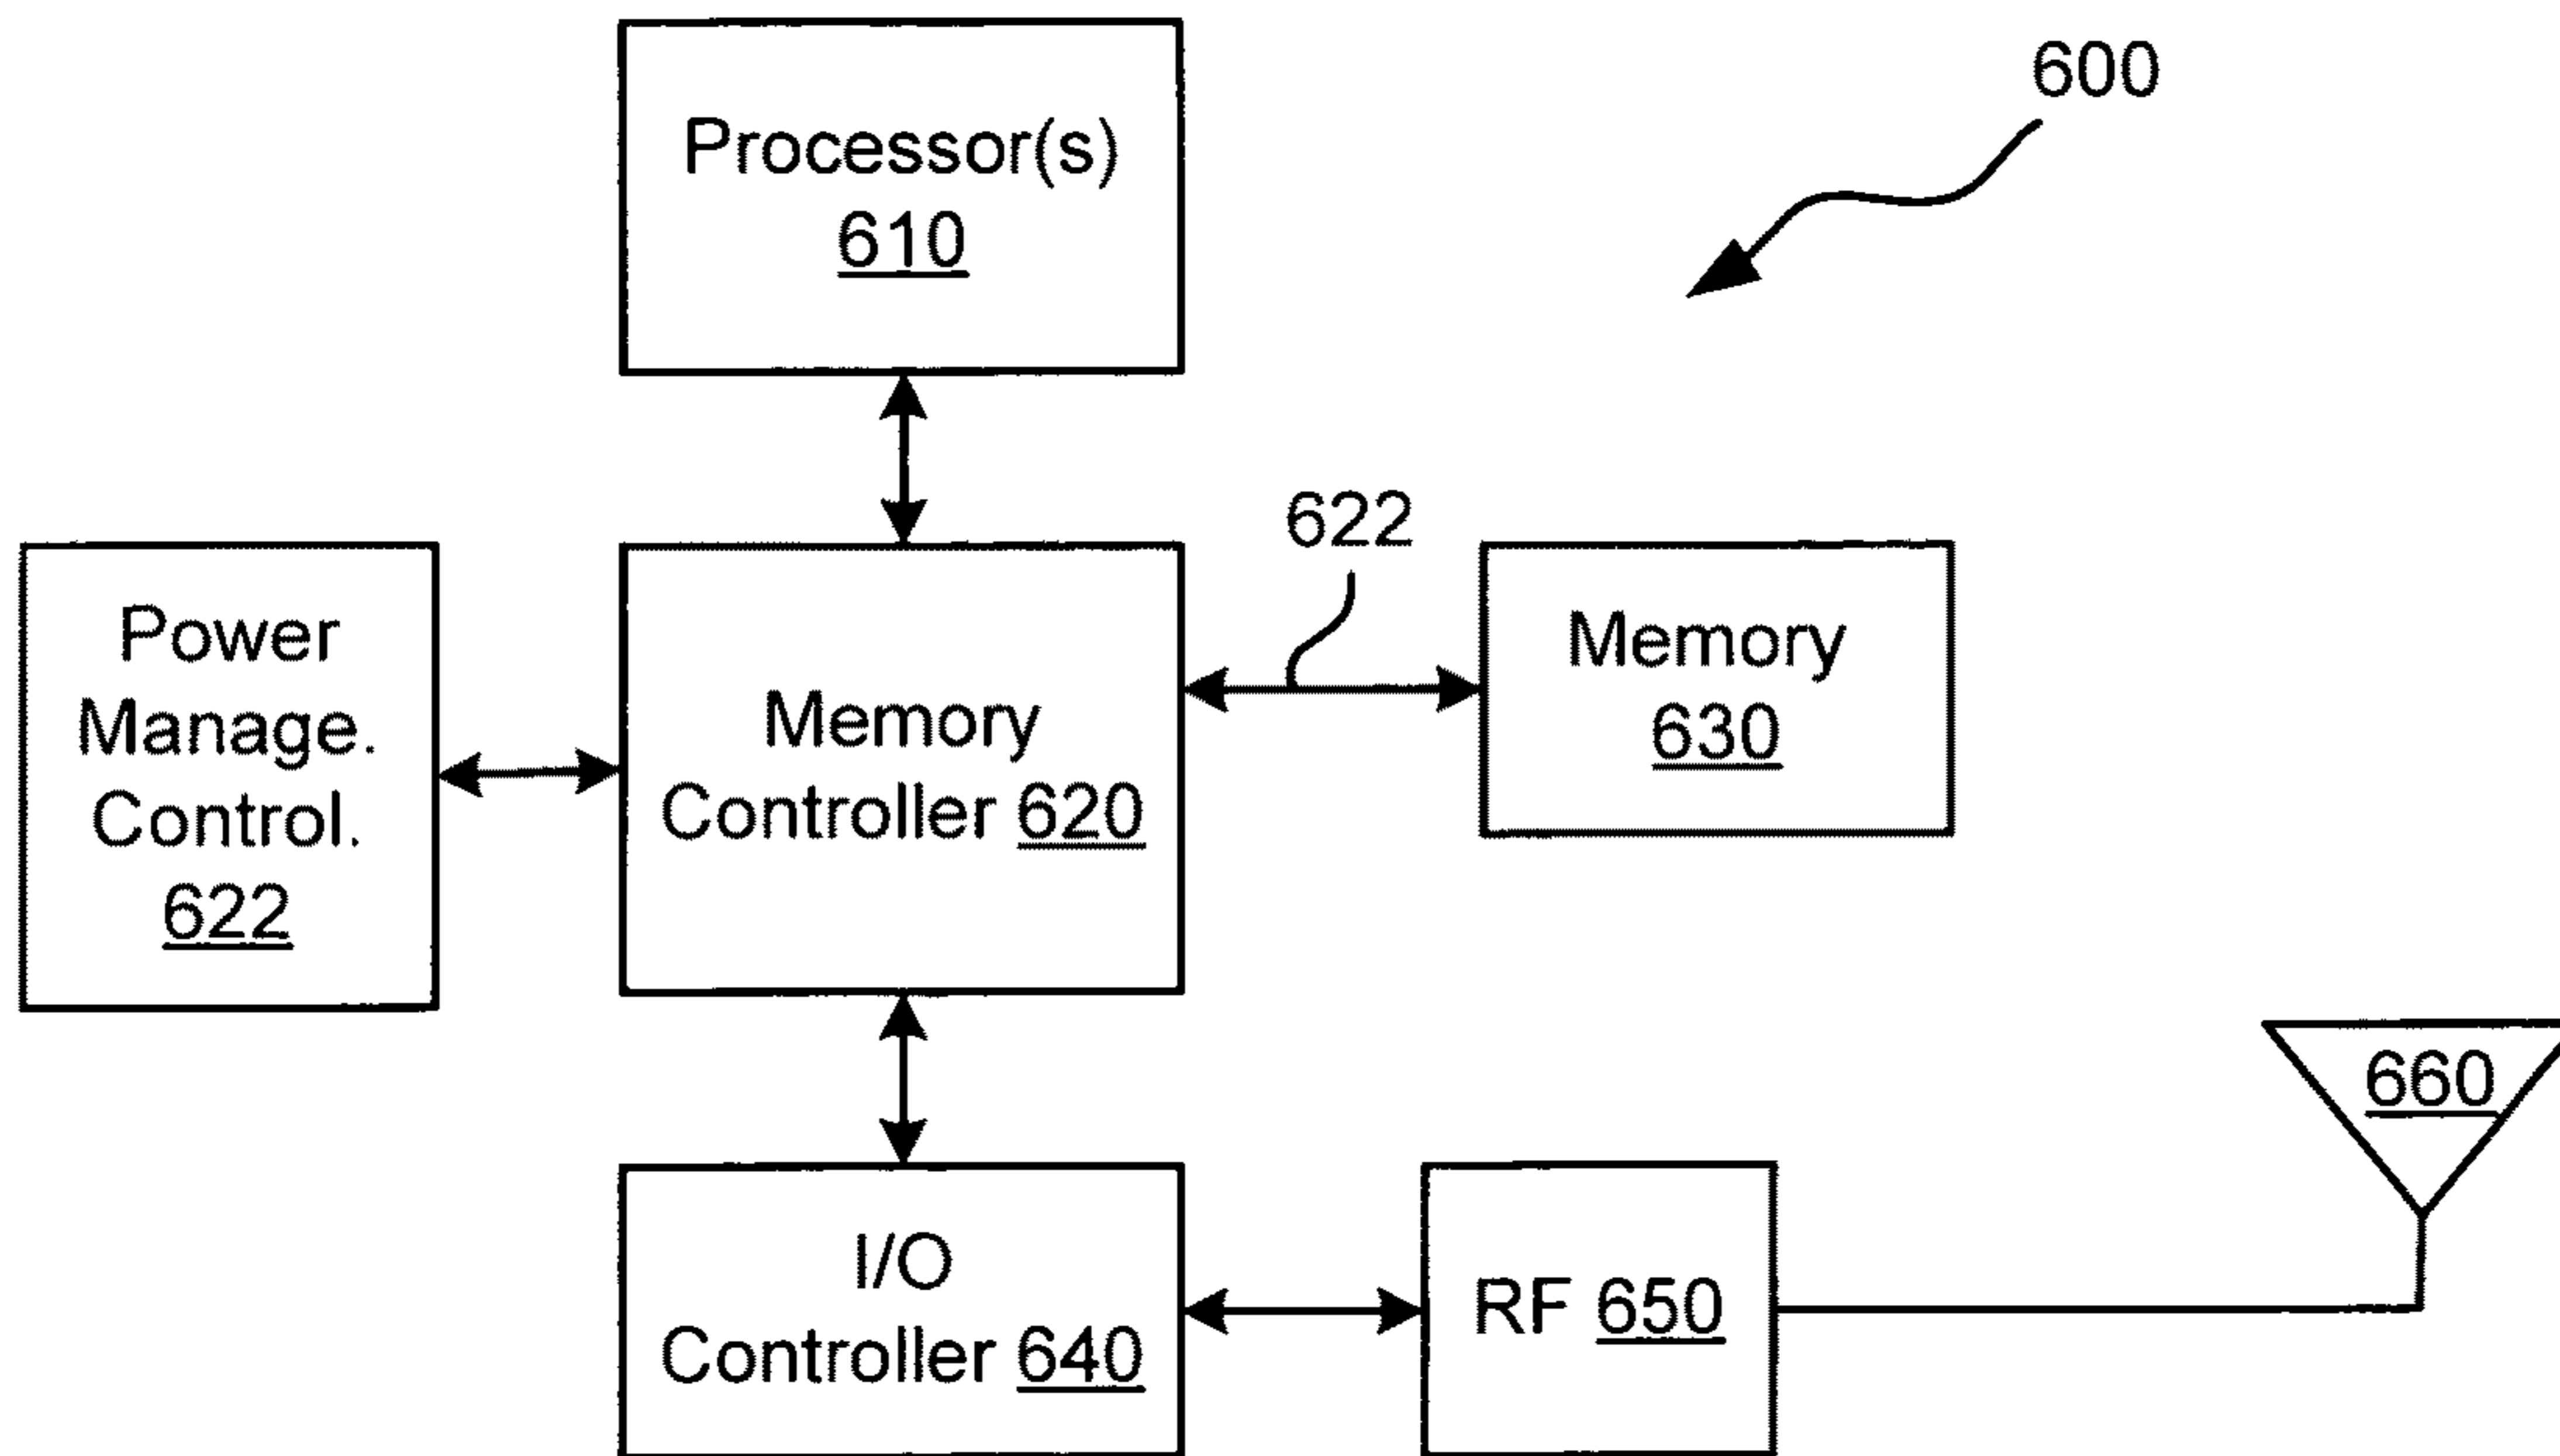 600
Processor(s)
610
622
Power
Manage.
Control.
622
Memory
Controller 620
Memory
630
660
I/O
Controller 640
RF 650